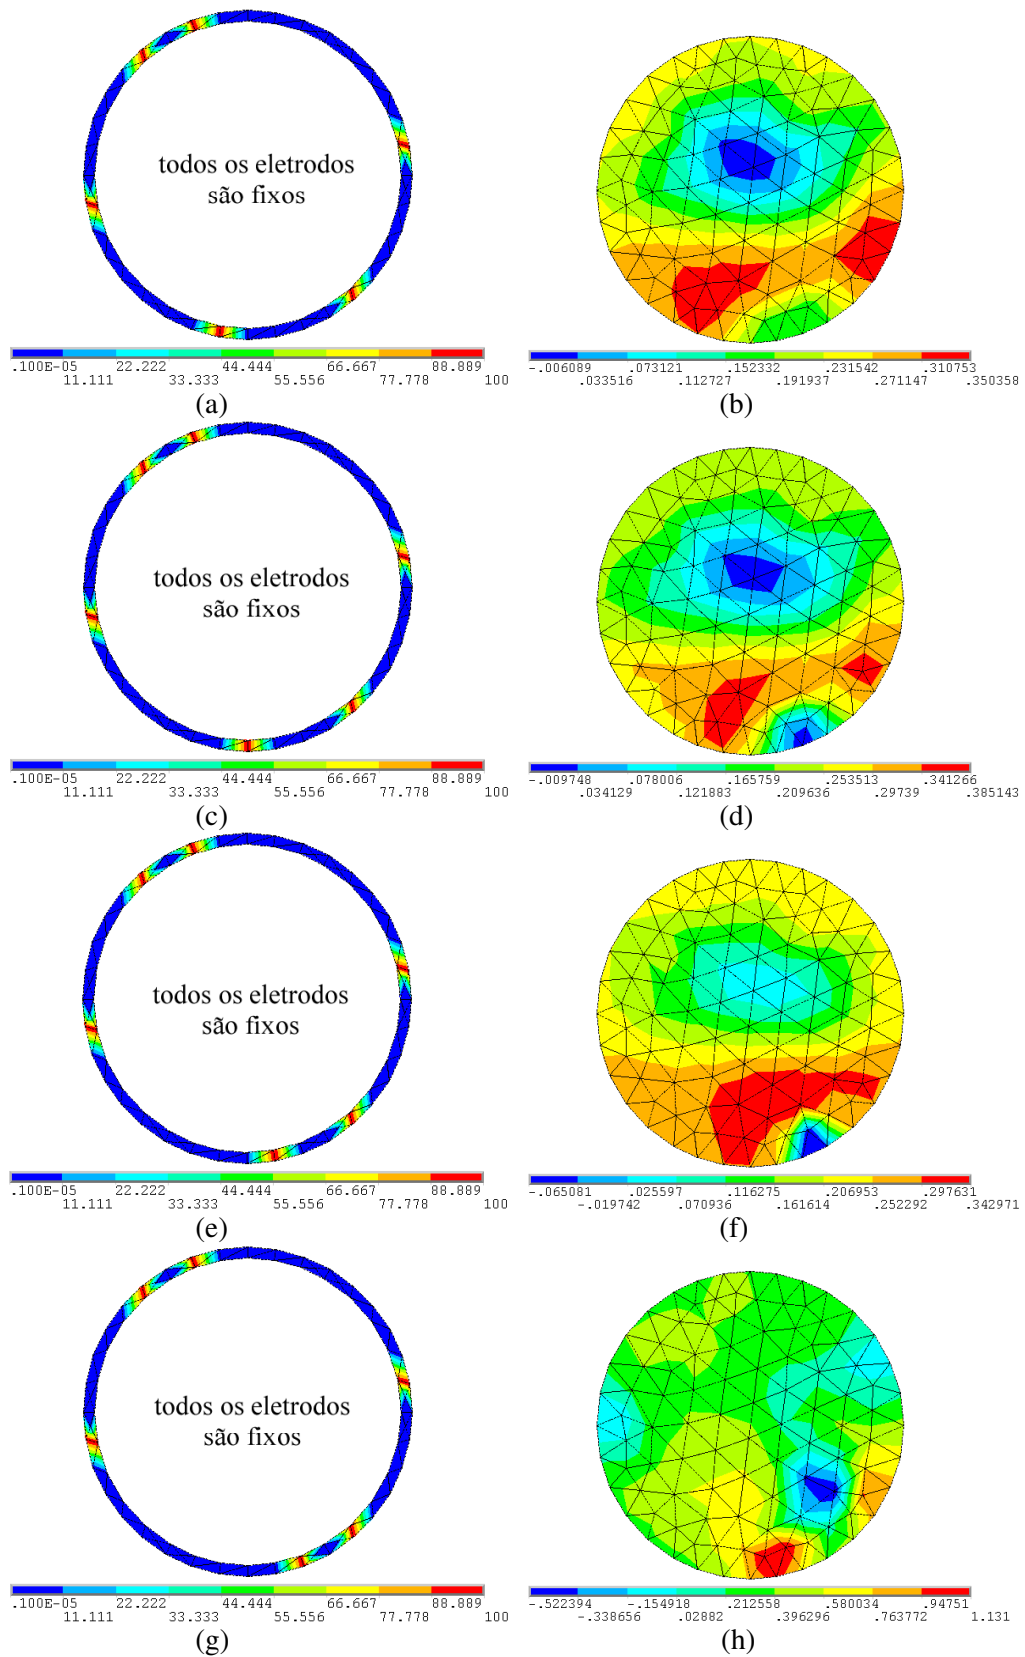 todos os eletrodos
são fixos
.100E-05 22.222 44.444 66.667 88.889
11.111 33.333 55.556 77.778 100
(a)
-.006089 .073121 .152332 .231542 .310753
.033516 .112727 .191937 .271147 .350358
(b)
todos os eletrodos
são fixos
.100E-05 22.222 44.444 66.667 88.889
11.111 33.333 55.556 77.778 100
(c)
-.009748 .078006 .165759 .253513 .341266
.034129 .121883 .209636 .29739 .385143
(d)
todos os eletrodos
são fixos
.100E-05 22.222 44.444 66.667 88.889
11.111 33.333 55.556 77.778 100
(e)
-.065081 .025597 .116275 .206953 .297631
-.019742 .070936 .161614 .252292 .342971
(f)
todos os eletrodos
são fixos
.100E-05 22.222 44.444 66.667 88.889
11.111 33.333 55.556 77.778 100
(g)
-.522394 -.154918 .212558 .580034 .94751
-.338656 .02882 .396296 .763772 1.131
(h)